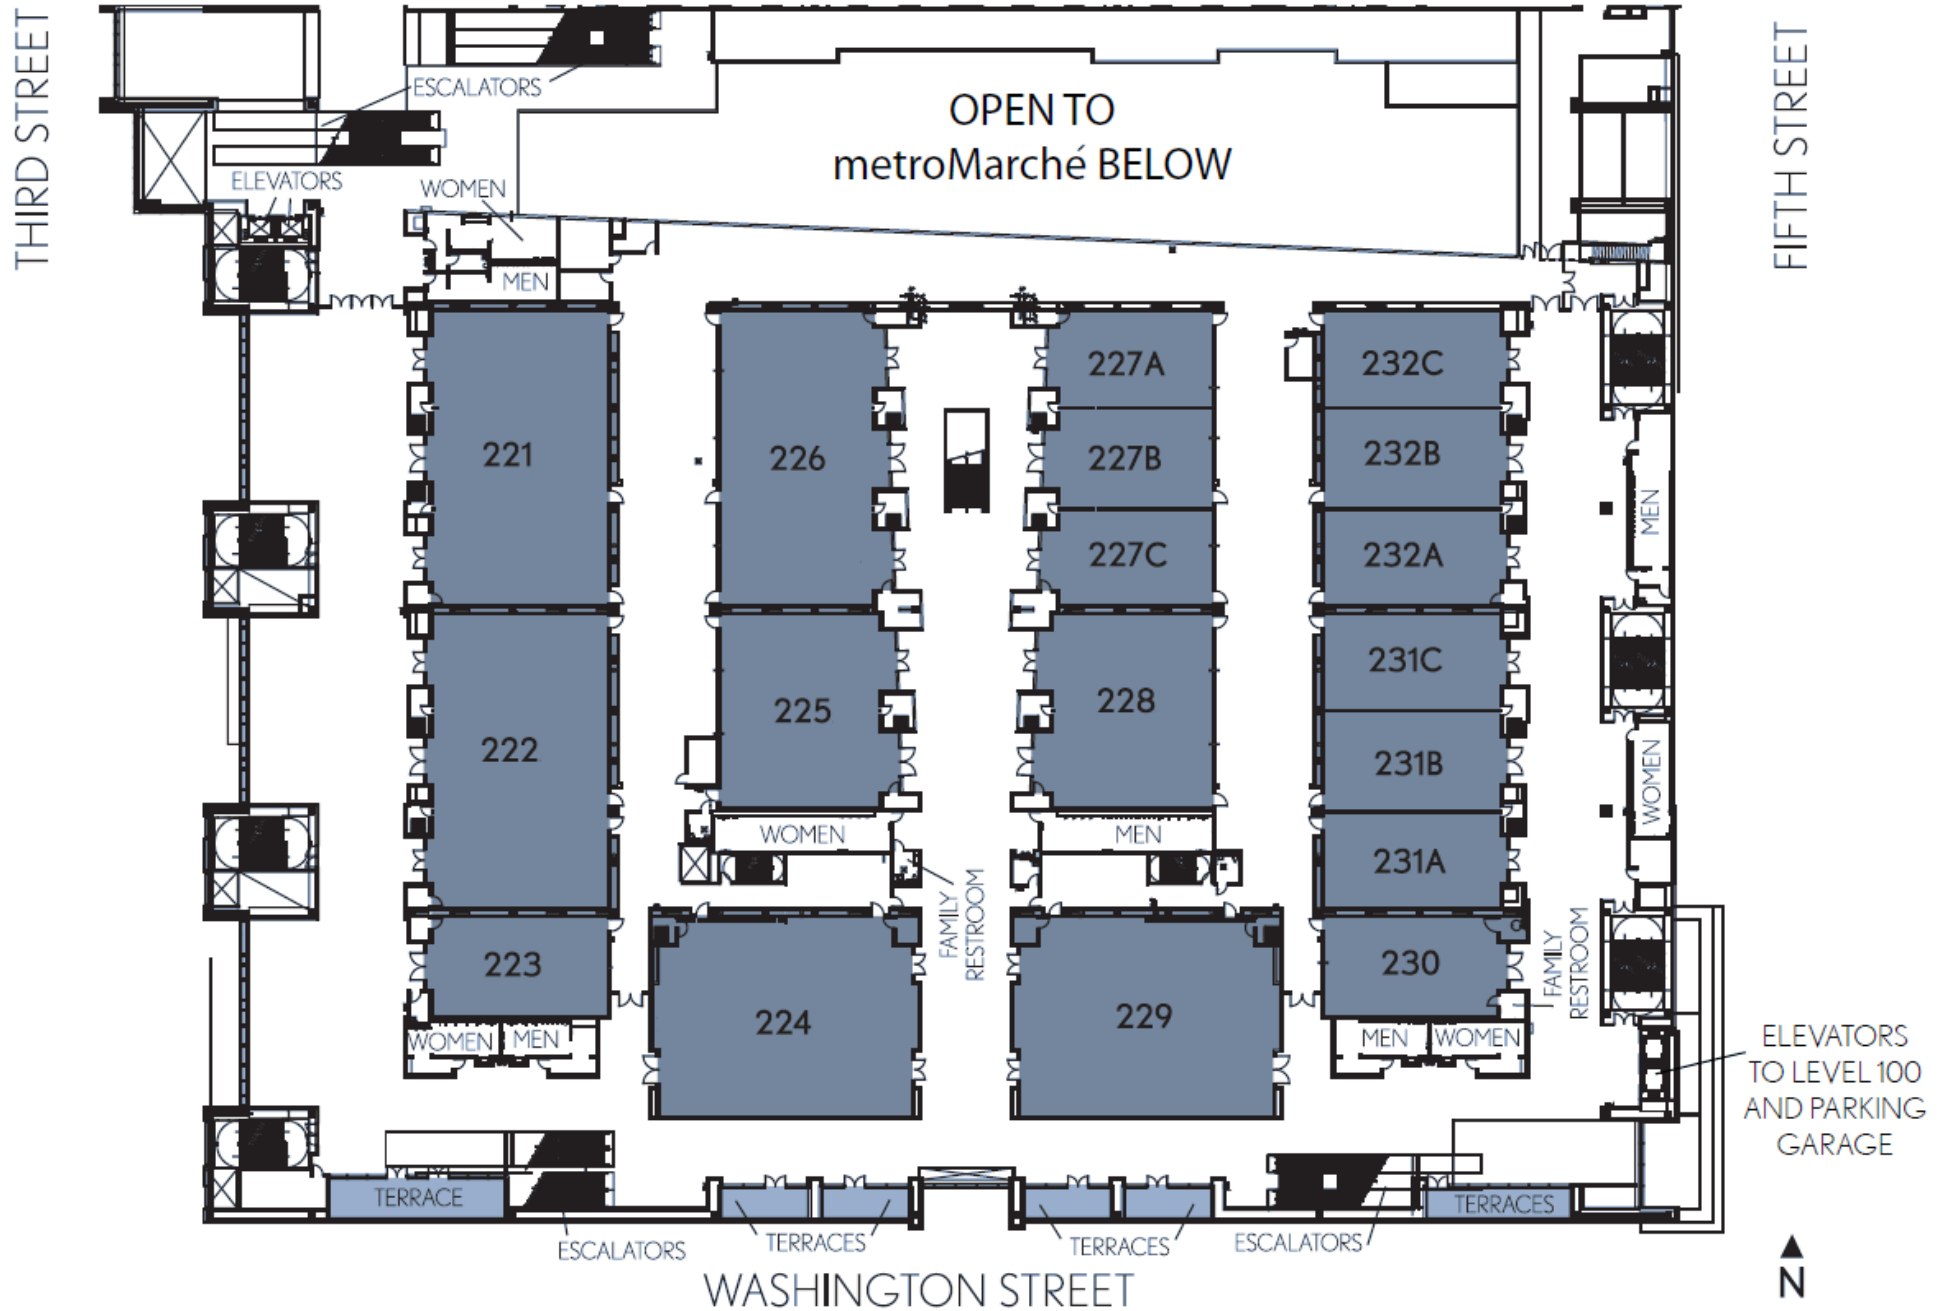 THIRD STREET
FIFTH STREET
ESCALATORS
OPEN TO
metroMarché BELOW
ELEVATORS
WOMEN
MEN
221
226
227A
232C
227B
232B
MEN
227C
232A
222
225
228
231C
231B
WOMEN
WOMEN
MEN
231A
FAMILY
RESTROOM
223
224
229
230
FAMILY
RESTROOM
WOMEN
MEN
MEN
WOMEN
ELEVATORS
TO LEVEL 100
AND PARKING
GARAGE
TERRACE
TERRACES
ESCALATORS
TERRACES
TERRACES
ESCALATORS
WASHINGTON STREET
N